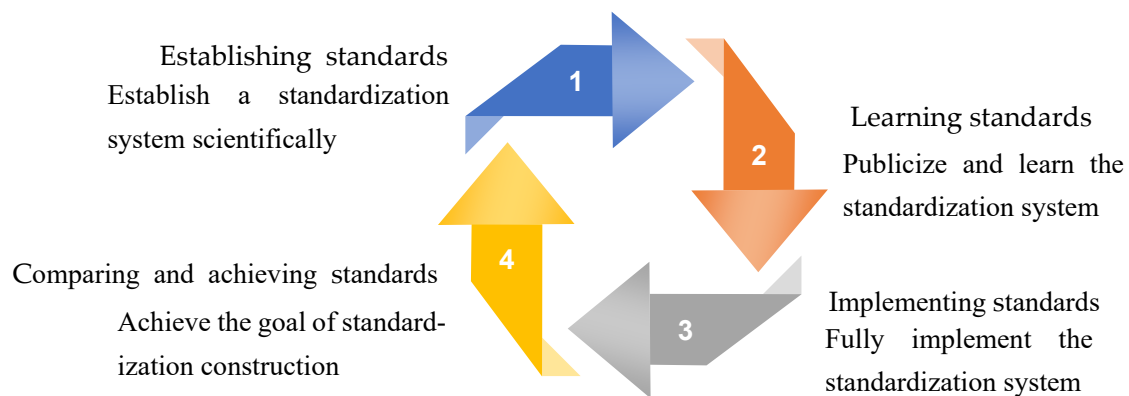 Establishing standards
Establish a standardization
system scientifically
1
2
Learning standards
Publicize and learn the
standardization system
3
Implementing standards
Fully implement the
standardization system
4
Comparing and achieving standards
Achieve the goal of standard-
ization construction